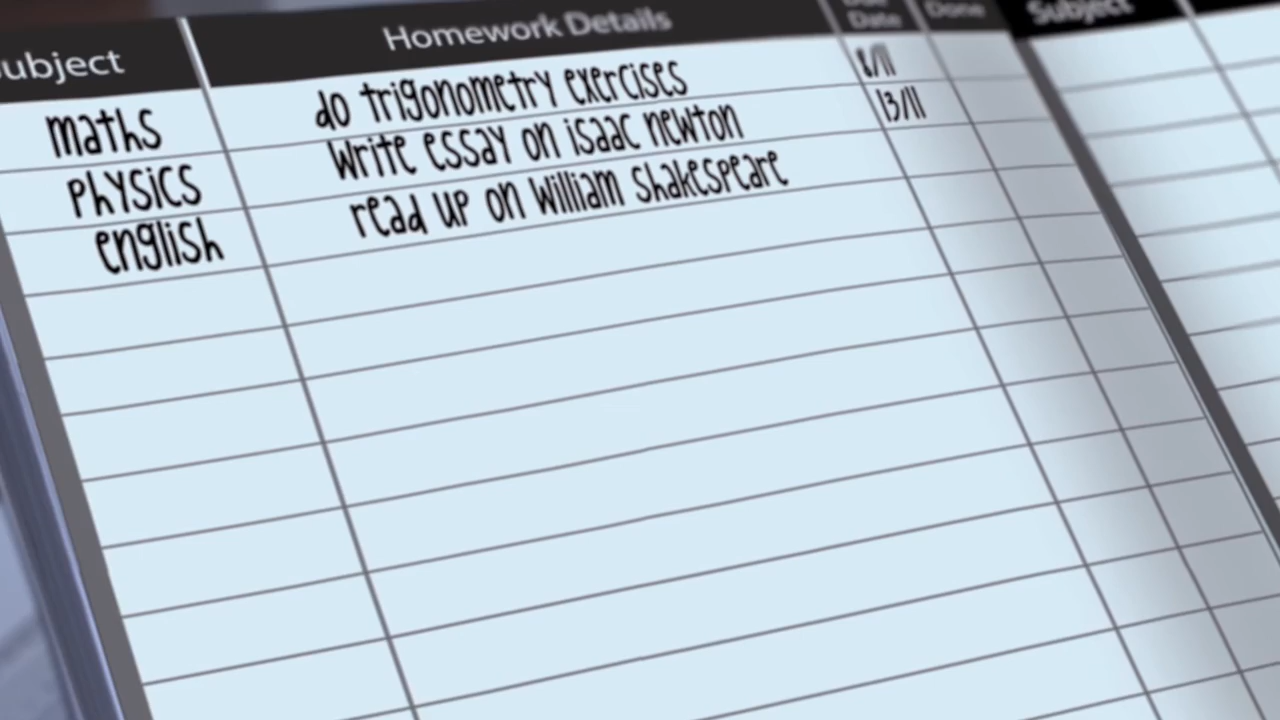 Subject Homework Details Due Date Done Subject
maths do trigonometry exercises 8/11
physics write essay on isaac newton 13/11
english read up on william shakespeare